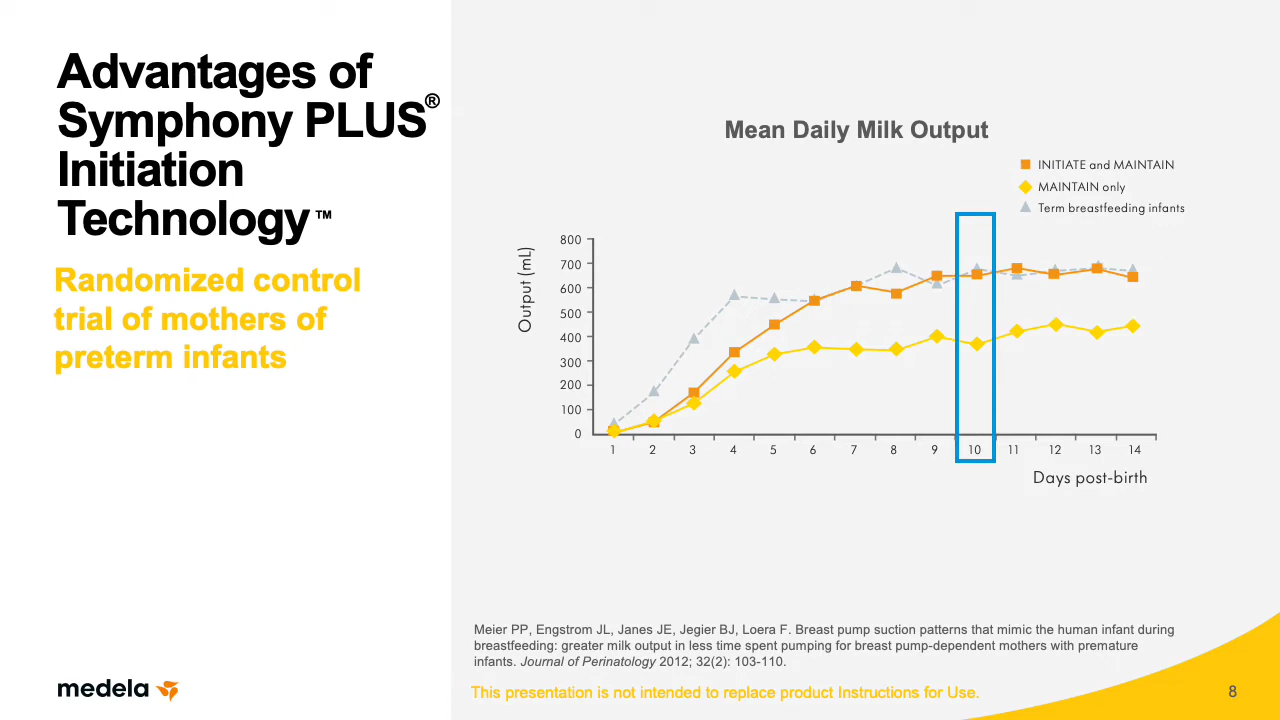 Advantages of
Symphony PLUS®
Initiation
Technology™
Randomized control
trial of mothers of
preterm infants
Mean Daily Milk Output
INITIATE and MAINTAIN
MAINTAIN only
Term breastfeeding infants
Output (mL)
800
700
600
500
400
300
200
100
0
1 2 3 4 5 6 7 8 9 10 11 12 13 14
Days post-birth
Meier PP, Engstrom JL, Janes JE, Jegier BJ, Loera F. Breast pump suction patterns that mimic the human infant during
breastfeeding: greater milk output in less time spent pumping for breast pump-dependent mothers with premature
infants. Journal of Perinatology 2012; 32(2): 103-110.
medela
This presentation is not intended to replace product Instructions for Use.
8